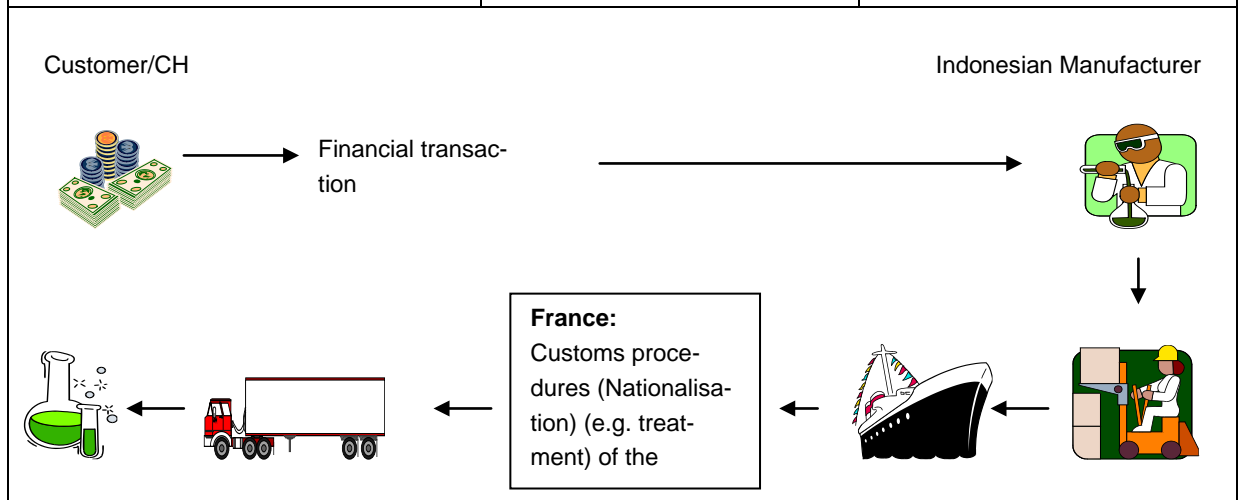 Customer/CH
Indonesian Manufacturer
Financial transac-
tion
France:
Customs proce-
dures (Nationalisa-
tion) (e.g. treat-
ment) of the